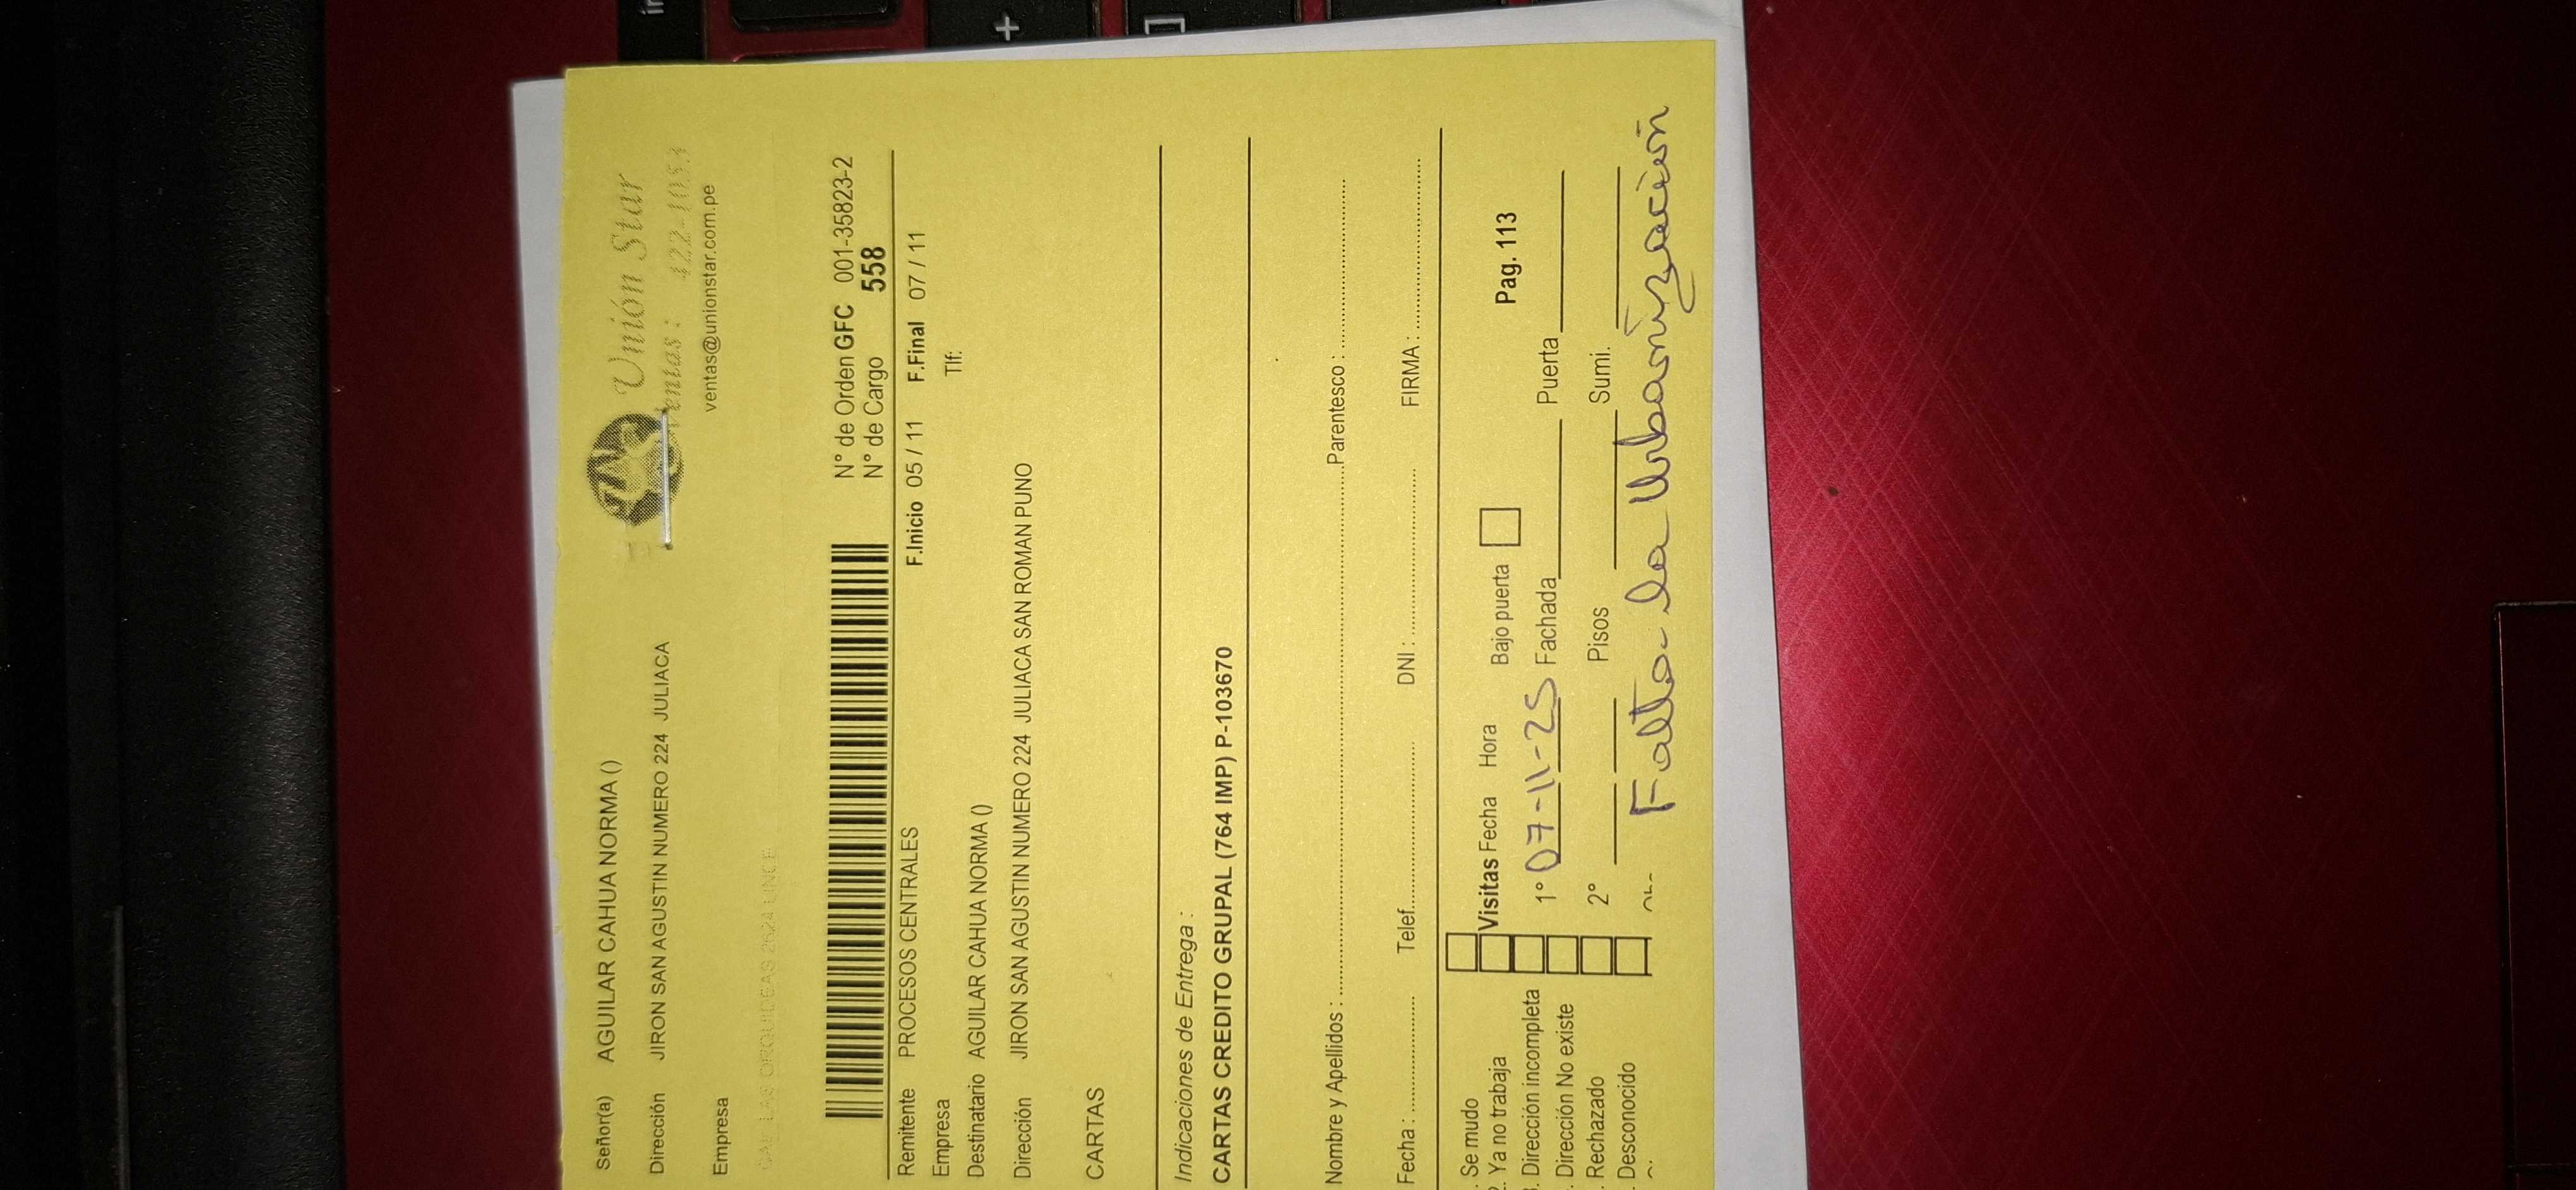 Señor(a) AGUILAR CAHUA NORMA ()
Unión Star
Dirección JIRON SAN AGUSTIN NUMERO 224 JULIACA
Ventas : 422-1053
Empresa
ventas@unionstar.com.pe
N° de Orden GFC 001-35823-2
N° de Cargo 558
Remitente PROCESOS CENTRALES F.Inicio 05 / 11 F.Final 07 / 11
Empresa Tlf:
Destinatario AGUILAR CAHUA NORMA ()
Dirección JIRON SAN AGUSTIN NUMERO 224 JULIACA SAN ROMAN PUNO
CARTAS
Indicaciones de Entrega :
CARTAS CREDITO GRUPAL (764 IMP) P-103670
Nombre y Apellidos : Parentesco :
Fecha : Telef. DNI : FIRMA :
. Se mudo
2. Ya no trabaja Visitas Fecha Hora Bajo puerta Pag. 113
3. Dirección incompleta 1° 07-11-25 Fachada Puerta
. Dirección No existe
. Rechazado 2° Pisos Sumi.
. Desconocido Falta la Urbanización